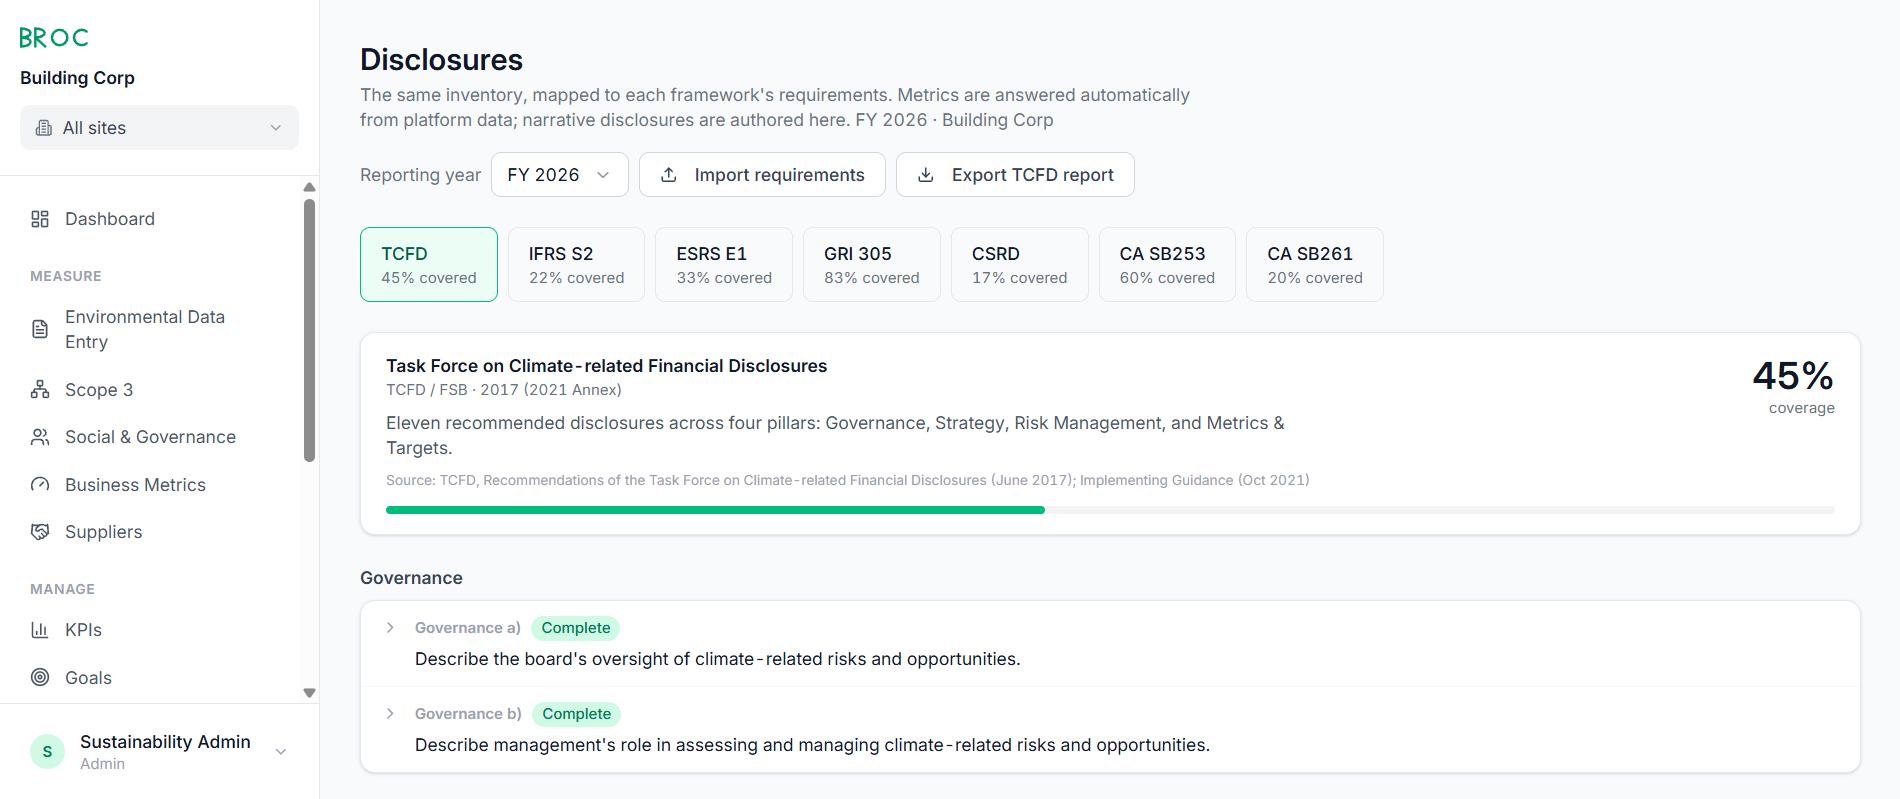 BROC
Building Corp
All sites
Dashboard
MEASURE
Environmental Data
Entry
Scope 3
Social & Governance
Business Metrics
Suppliers
MANAGE
KPIs
Goals
S
Sustainability Admin
Admin
Disclosures
The same inventory, mapped to each framework's requirements. Metrics are answered automatically
from platform data; narrative disclosures are authored here. FY 2026 · Building Corp
Reporting year
FY 2026
Import requirements
Export TCFD report
TCFD
45% covered
IFRS S2
22% covered
ESRS E1
33% covered
GRI 305
83% covered
CSRD
17% covered
CA SB253
60% covered
CA SB261
20% covered
Task Force on Climate-related Financial Disclosures
TCFD / FSB · 2017 (2021 Annex)
Eleven recommended disclosures across four pillars: Governance, Strategy, Risk Management, and Metrics &
Targets.
Source: TCFD, Recommendations of the Task Force on Climate-related Financial Disclosures (June 2017); Implementing Guidance (Oct 2021)
45%
coverage
Governance
Governance a) Complete
Describe the board's oversight of climate-related risks and opportunities.
Governance b) Complete
Describe management's role in assessing and managing climate-related risks and opportunities.